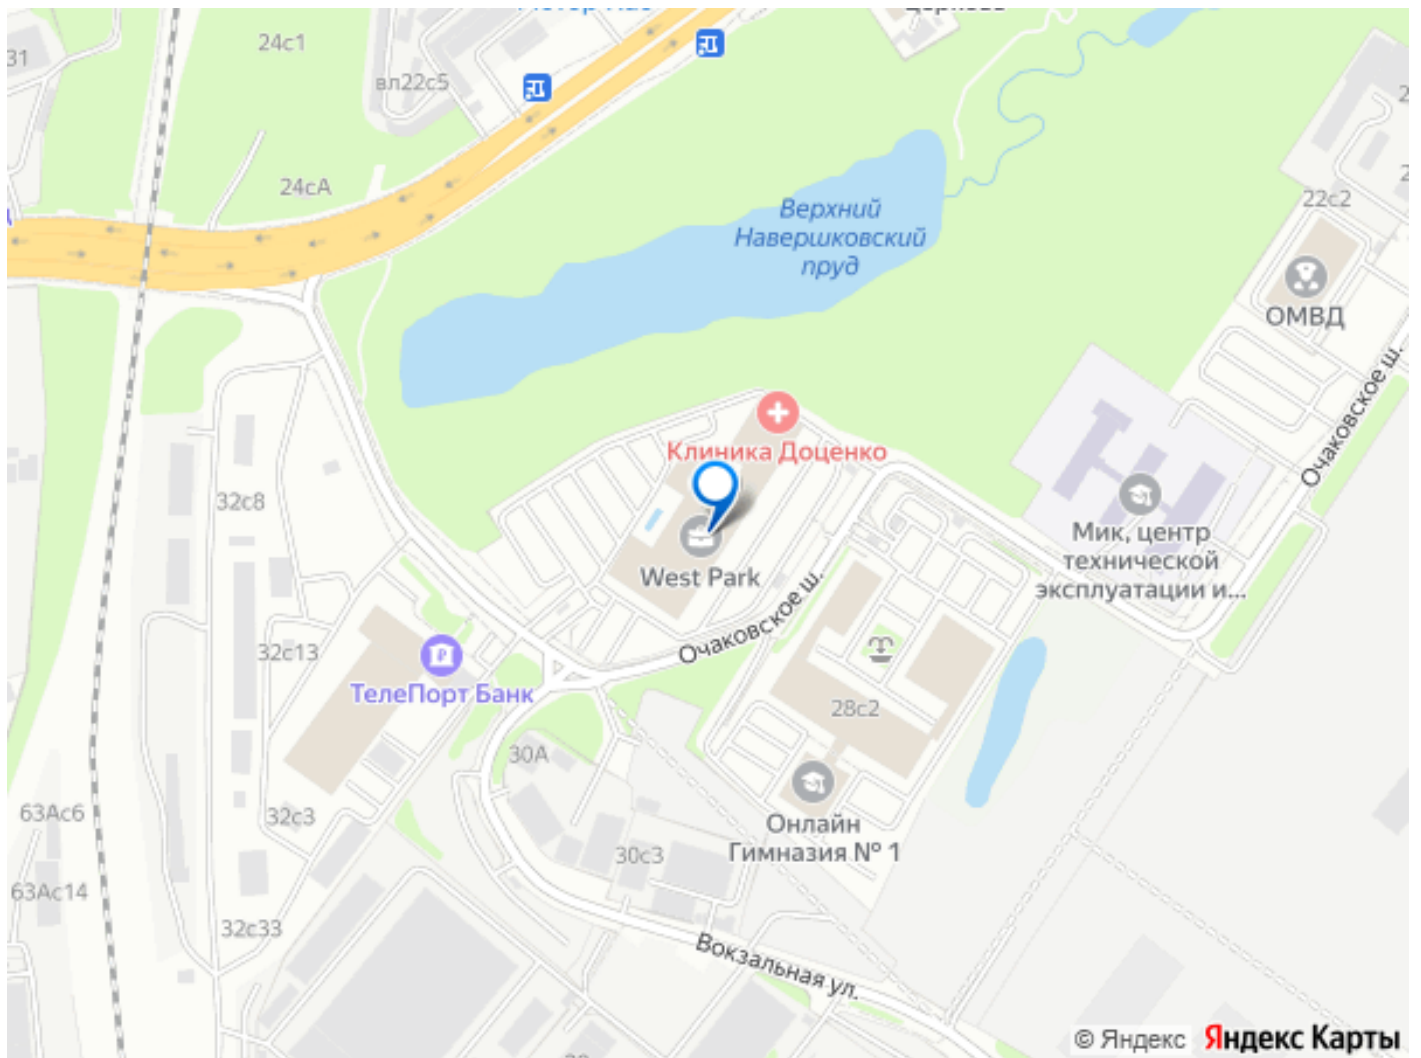 24с1
31
вл22с5
24сА
22с2
Верхний
Навершковский
пруд
ОМВД
Очаковское ш.
Клиника Доценко
32с8
West Park
Мик, центр
технической
эксплуатации и...
Очаковское ш.
32с13
ТелеПорт Банк
28с2
30А
63Ас6
32с3
Онлайн
Гимназия № 1
30с3
63Ас14
32с33
Вокзальная ул.
© Яндекс Яндекс Карты